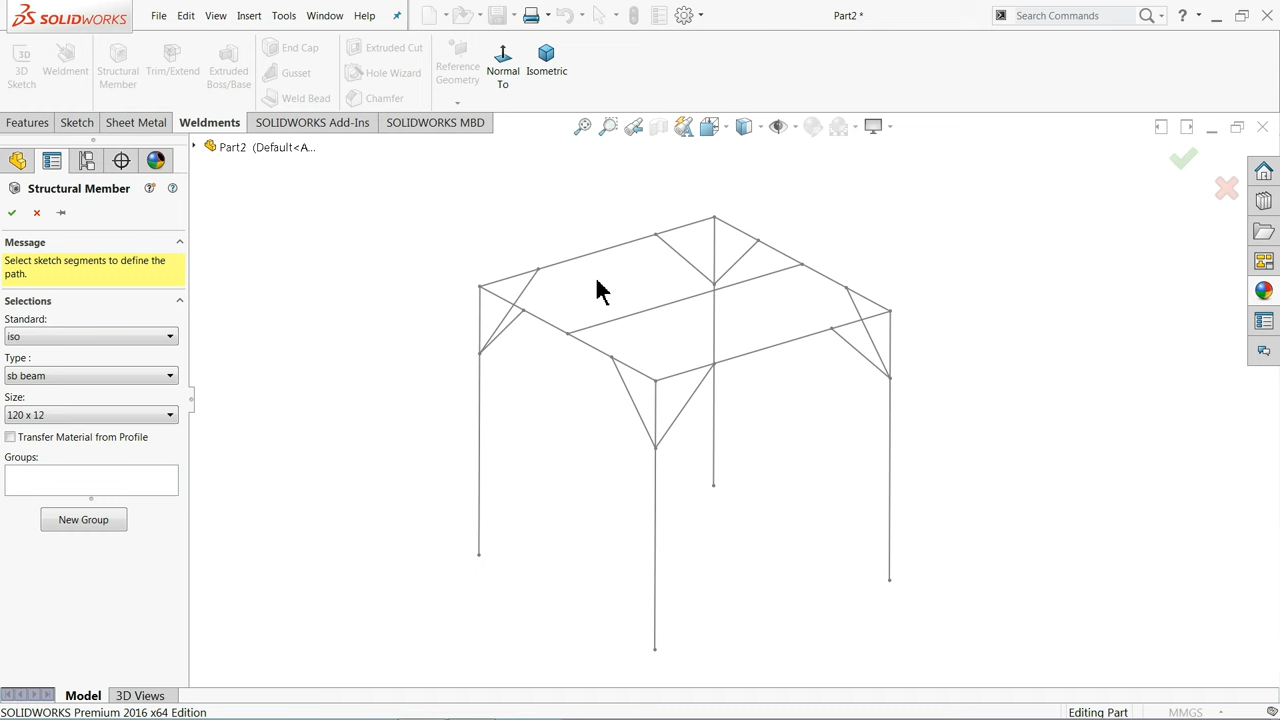 SOLIDWORKS File Edit View Insert Tools Window Help Part2 * Search Commands ?
3D Sketch Weldment Structural Member Trim/Extend Extruded Boss/Base End Cap Gusset Weld Bead Extruded Cut Hole Wizard Chamfer Reference Geometry Normal To Isometric
Features Sketch Sheet Metal Weldments SOLIDWORKS Add-Ins SOLIDWORKS MBD
Part2 (Default<A...
Structural Member
Message
Select sketch segments to define the
path.
Selections
Standard:
iso
Type :
sb beam
Size:
120 x 12
Transfer Material from Profile
Groups:
New Group
Model 3D Views
SOLIDWORKS Premium 2016 x64 Edition Editing Part MMGS